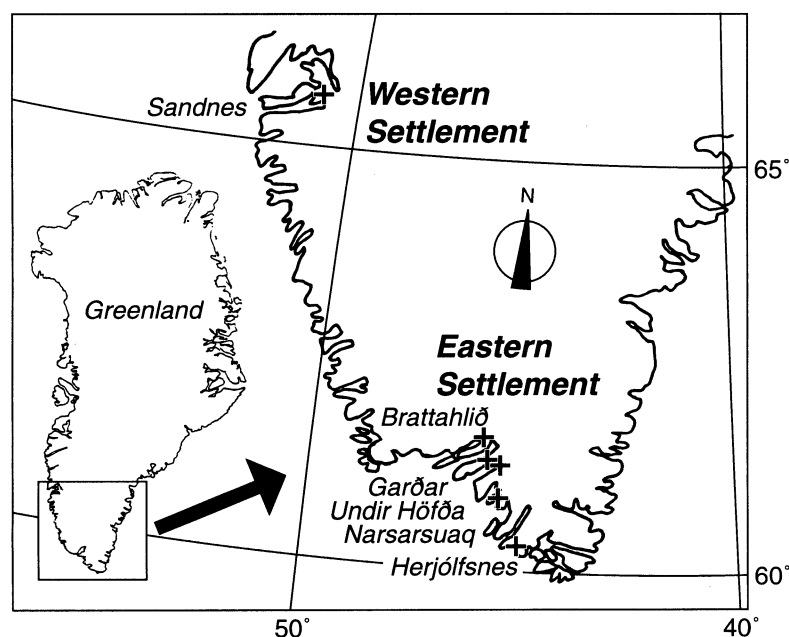 Sandnes
Western
Settlement
65°
N
Greenland
Eastern
Settlement
Brattahlið
Garðar
Undir Höfða
Narsarsuaq
Herjólfsnes
60°
50°
40°